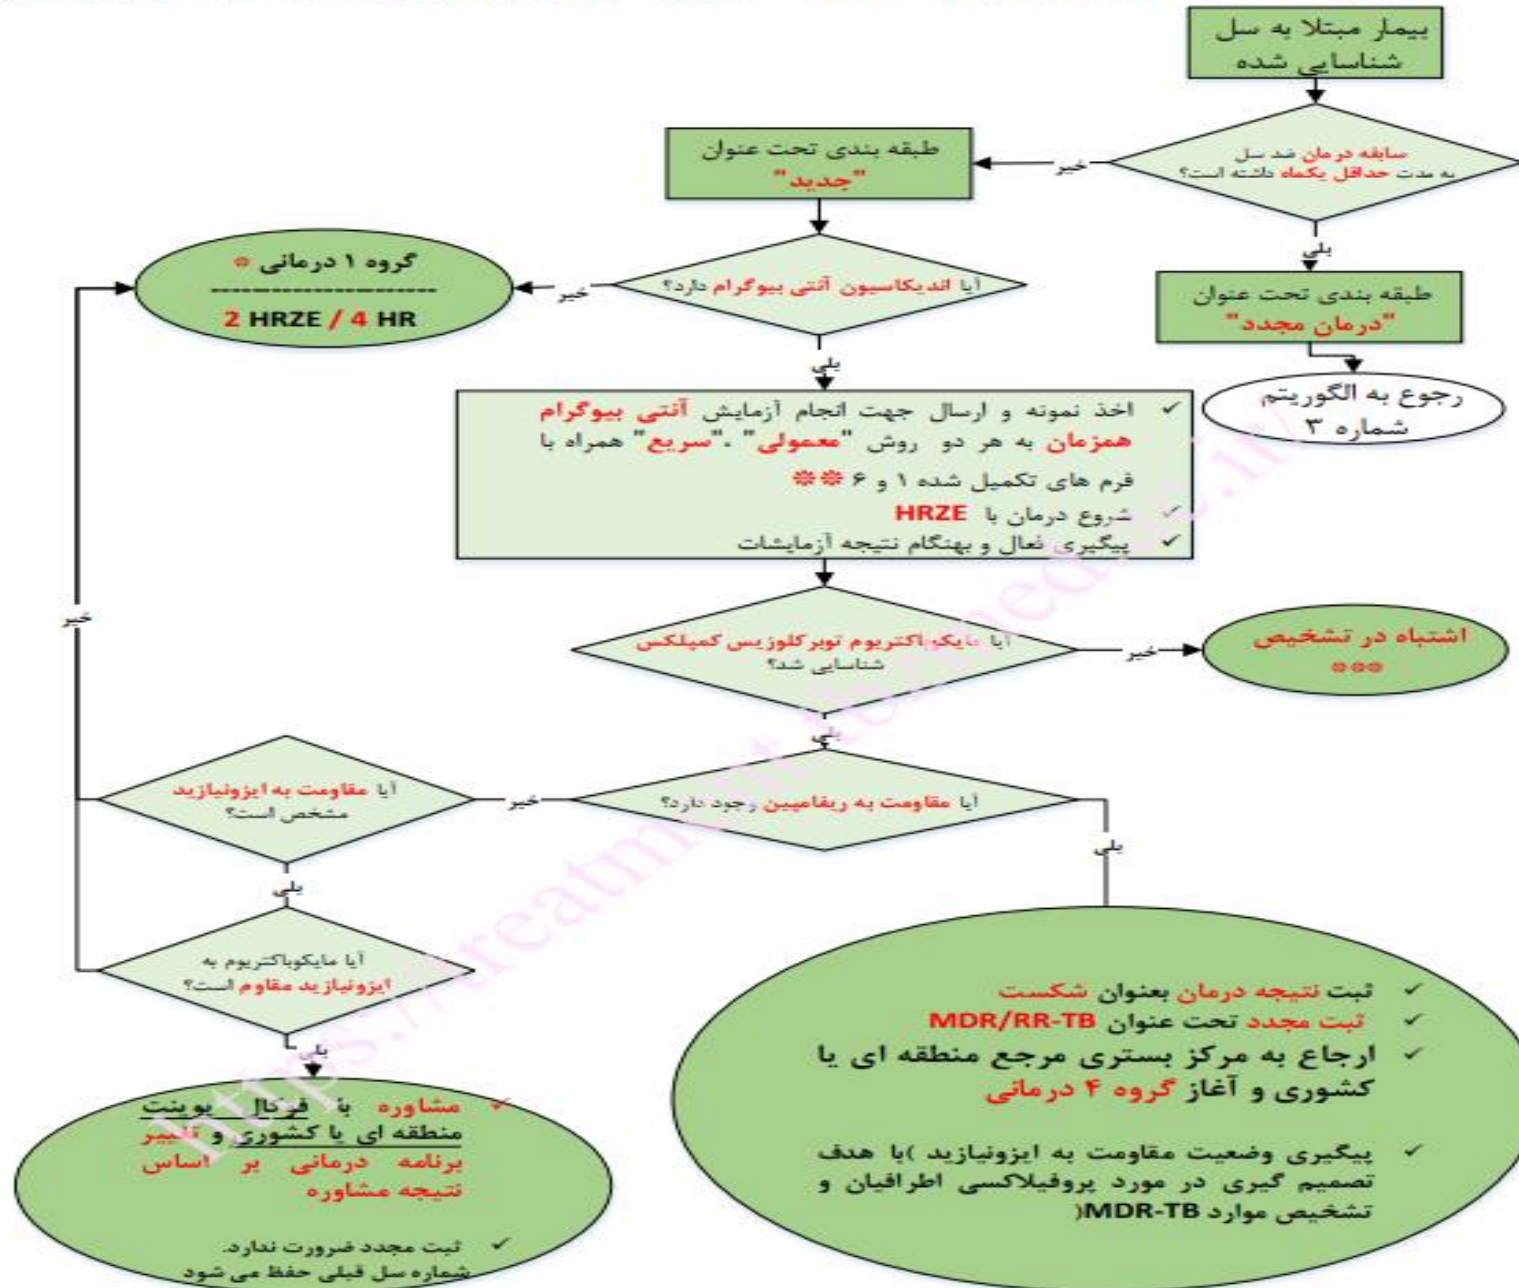 بیمار مبتلا به سل
شناسایی شده
سابقه درمان ضد سل
به مدت حداقل یکماه داشته است؟
خیر
بلی
طبقه بندی تحت عنوان
"جدید"
طبقه بندی تحت عنوان
"درمان مجدد"
رجوع به الگوریتم
شماره ۳
آیا اندیکاسیون آنتی بیوگرام دارد؟
خیر
بلی
گروه ۱ درمانی *
----------------------
2 HRZE / 4 HR
✓ اخذ نمونه و ارسال جهت انجام آزمایش آنتی بیوگرام
همزمان به هر دو روش "معمولی" ."سریع" همراه با
فرم های تکمیل شده ۱ و ۶ **
✓ شروع درمان با HRZE
✓ پیگیری فعال و بهنگام نتیجه آزمایشات
آیا مایکوباکتریوم توبرکلوزیس کمپلکس
شناسایی شد؟
خیر
بلی
اشتباه در تشخیص
***
آیا مقاومت به ریفامپین وجود دارد؟
خیر
بلی
آیا مقاومت به ایزونیازید
مشخص است؟
خیر
بلی
آیا مایکوباکتریوم به
ایزونیازید مقاوم است؟
بلی
✓ مشاوره با فوکال پوینت
منطقه ای یا کشوری و تغییر
برنامه درمانی بر اساس
نتیجه مشاوره
✓ ثبت مجدد ضرورت ندارد.
شماره سل قبلی حفظ می شود
✓ ثبت نتیجه درمان بعنوان شکست
✓ ثبت مجدد تحت عنوان MDR/RR-TB
✓ ارجاع به مرکز بستری مرجع منطقه ای یا
کشوری و آغاز گروه ۴ درمانی
✓ پیگیری وضعیت مقاومت به ایزونیازید )با هدف
تصمیم گیری در مورد پروفیلاکسی اطرافیان و
تشخیص موارد MDR-TB(